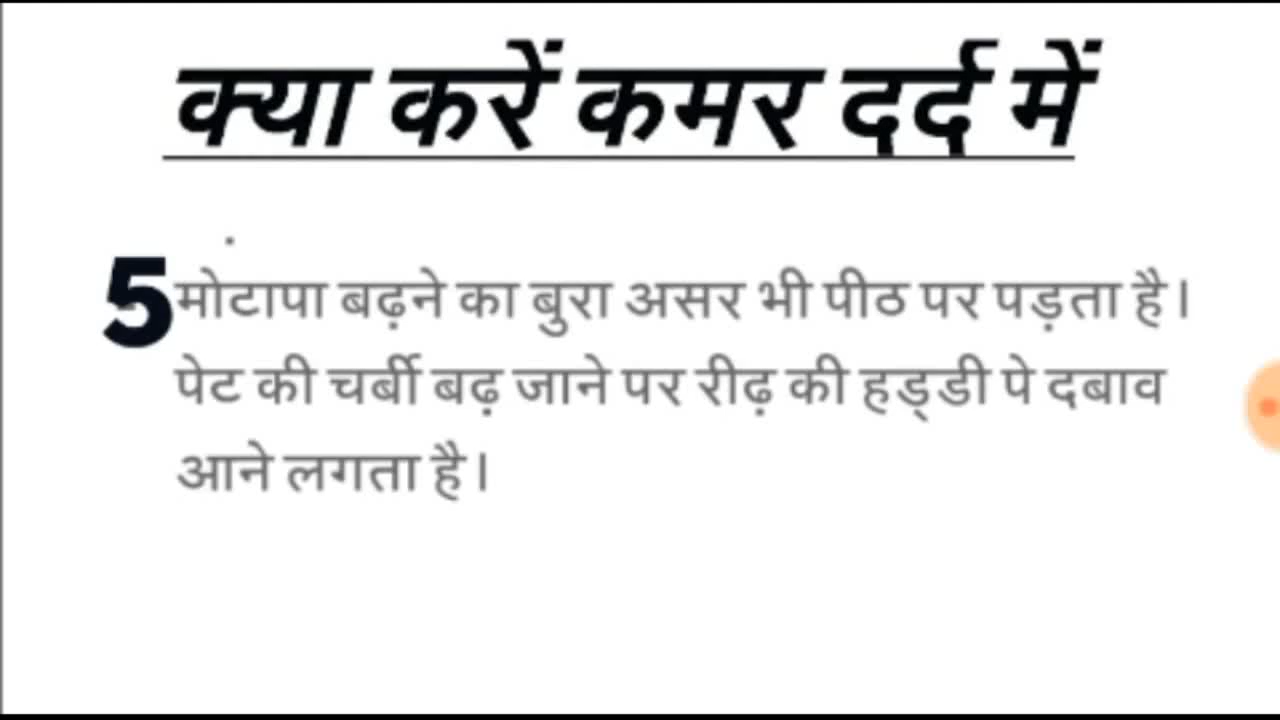 क्या करें कमर दर्द में
5 मोटापा बढ़ने का बुरा असर भी पीठ पर पड़ता है।
पेट की चर्बी बढ़ जाने पर रीढ़ की हड्डी पे दबाव
आने लगता है।